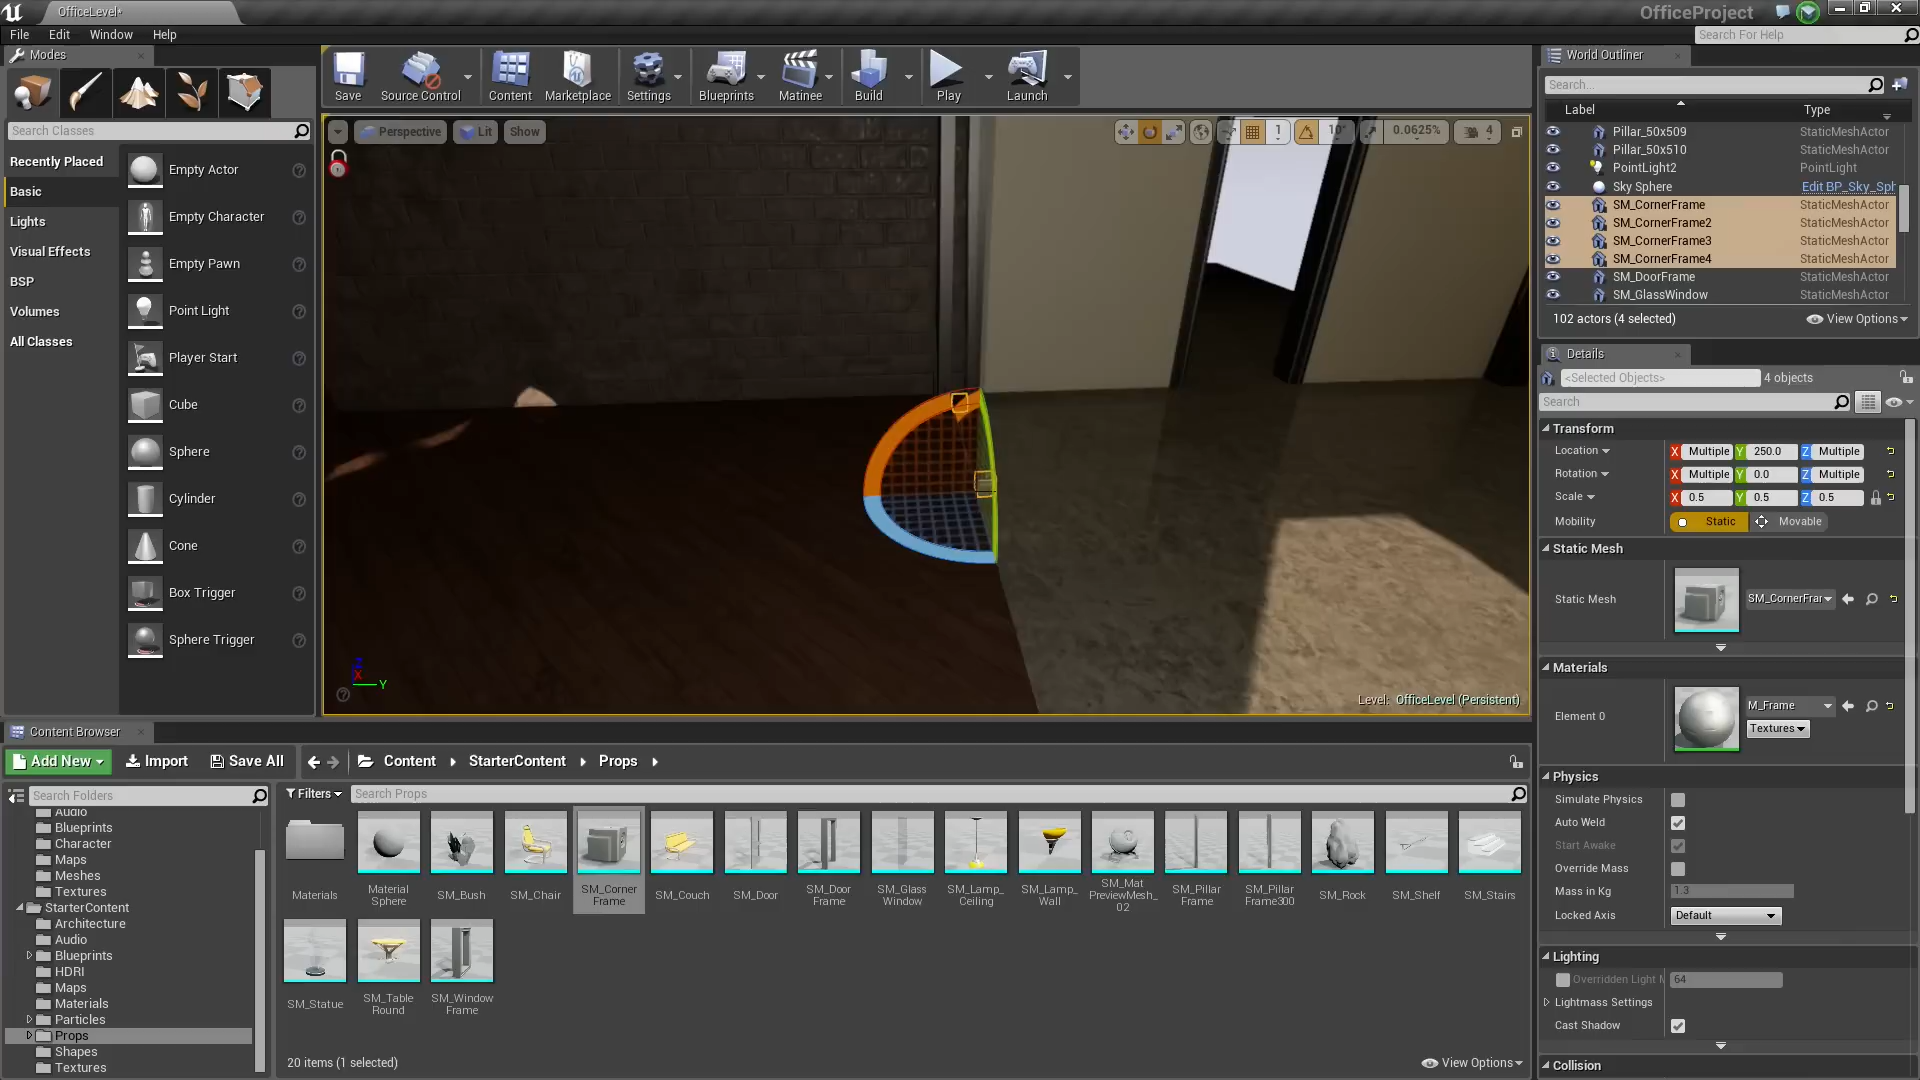 OfficeLevel*
OfficeProject
File Edit Window Help
Search For Help
Modes
Search Classes
Recently Placed
Basic
Lights
Visual Effects
BSP
Volumes
All Classes
Empty Actor
Empty Character
Empty Pawn
Point Light
Player Start
Cube
Sphere
Cylinder
Cone
Box Trigger
Sphere Trigger
Save Source Control Content Marketplace Settings Blueprints Matinee Build Play Launch
Perspective Lit Show
1 10° 0.0625% 4
X Z Y
Level: OfficeLevel (Persistent)
World Outliner
Search...
Label Type
Pillar_50x509 StaticMeshActor
Pillar_50x510 StaticMeshActor
PointLight2 PointLight
Sky Sphere Edit BP_Sky_Sph
SM_CornerFrame StaticMeshActor
SM_CornerFrame2 StaticMeshActor
SM_CornerFrame3 StaticMeshActor
SM_CornerFrame4 StaticMeshActor
SM_DoorFrame StaticMeshActor
SM_GlassWindow StaticMeshActor
102 actors (4 selected) View Options
Details
<Selected Objects> 4 objects
Search
Transform
Location X Multiple Y 250.0 Z Multiple
Rotation X Multiple Y 0.0 Z Multiple
Scale X 0.5 Y 0.5 Z 0.5
Mobility Static Movable
Static Mesh
Static Mesh SM_CornerFrar
Materials
Element 0 M_Frame
Textures
Physics
Simulate Physics
Auto Weld
Start Awake
Override Mass
Mass in Kg 1.3
Locked Axis Default
Lighting
Overridden Light M 64
Lightmass Settings
Cast Shadow
Collision
Content Browser
Add New Import Save All Content StarterContent Props
Search Folders
Audio
Blueprints
Character
Maps
Meshes
Textures
StarterContent
Architecture
Audio
Blueprints
HDRI
Maps
Materials
Particles
Props
Shapes
Textures
Filters Search Props
Materials
Material
Sphere
SM_Bush
SM_Chair
SM_Corner
Frame
SM_Couch
SM_Door
SM_Door
Frame
SM_Glass
Window
SM_Lamp_
Ceiling
SM_Lamp_
Wall
SM_Mat
PreviewMesh_
02
SM_Pillar
Frame
SM_Pillar
Frame300
SM_Rock
SM_Shelf
SM_Stairs
SM_Statue
SM_Table
Round
SM_Window
Frame
20 items (1 selected) View Options